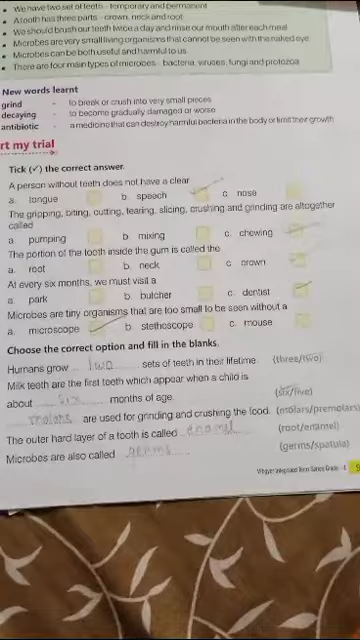 • We have two set of teeth - temporary and permanent
• A tooth has three parts - crown, neck and root
• We should brush our teeth twice a day and rinse our mouth after each meal
• Microbes are very small living organisms that cannot be seen with the naked eye
• Microbes can be both useful and harmful to us
• There are four main types of microbes - bacteria, viruses, fungi and protozoa
New words learnt
grind - to break or crush into very small pieces
decaying - to become gradually damaged or worse
antibiotic - a medicine that can destroy harmful bacteria in the body or limit their growth
rt my trial
Tick (✓) the correct answer.
A person without teeth does not have a clear
a. tongue b. speech c. nose
The gripping, biting, cutting, tearing, slicing, crushing and grinding are altogether
called
a. pumping b. mixing c. chewing
The portion of the tooth inside the gum is called the
a. root b. neck c. crown
At every six months, we must visit a
a. park b. butcher c. dentist
Microbes are tiny organisms that are too small to be seen without a
a. microscope b. stethoscope c. mouse
Choose the correct option and fill in the blanks.
Humans grow two sets of teeth in their lifetime. (three/two)
Milk teeth are the first teeth which appear when a child is
about six months of age. (six/five)
molars are used for grinding and crushing the food. (molars/premolars)
The outer hard layer of a tooth is called enamel (root/enamel)
Microbes are also called germs (germs/spatula)
Series Grade - 4 9